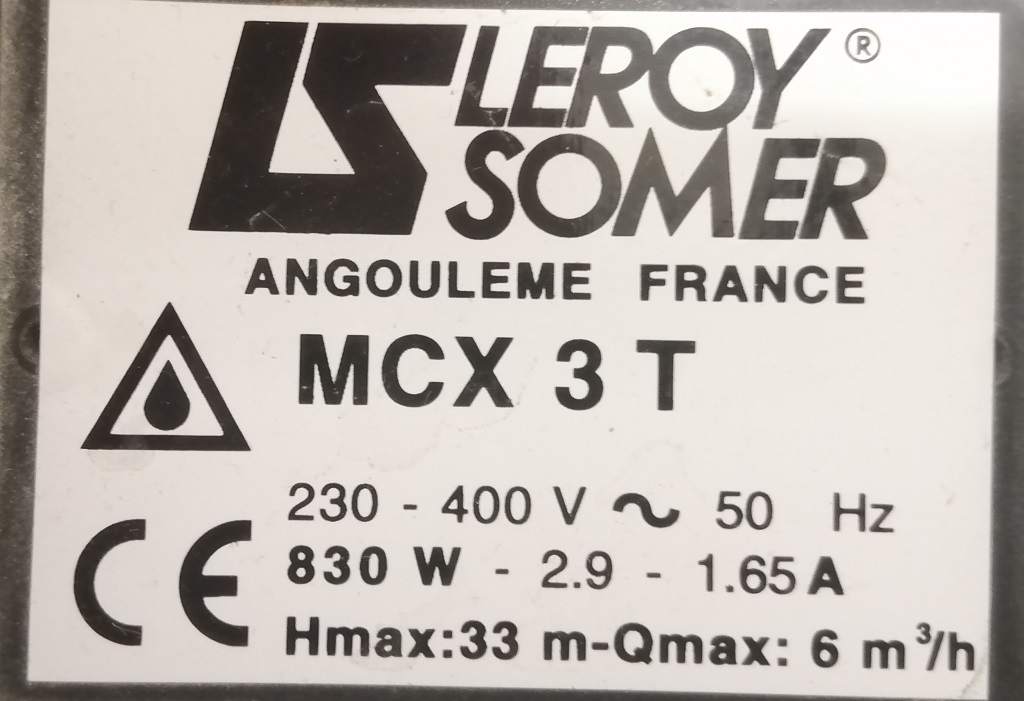 LS LEROY®
SOMER
ANGOULEME FRANCE
MCX 3 T
230 - 400 V ~ 50 Hz
830 W - 2.9 - 1.65 A
CE Hmax:33 m-Qmax: 6 m³/h